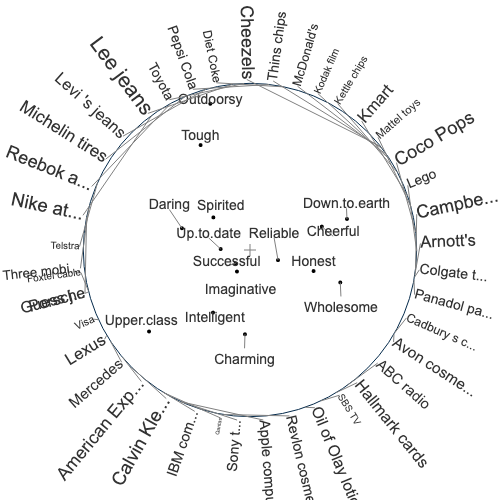 Cheezels
Thins chips
McDonald's
Kodak film
Kettle chips
Kmart
Mattel toys
Coco Pops
Lego
Campbe...
Arnott's
Colgate t...
Panadol pa...
Cadbury s c...
Avon cosme...
ABC radio
Hallmark cards
SBS TV
Oil of Olay loti
Revlon cosme
Apple compu
Sony t...
IBM com...
Calvin Kle...
American Exp...
Mercedes
Lexus
Visa
Porsche
Three mobi...
Foxtel cable
Telstra
Nike at...
Reebok a...
Michelin tires
Levi 's jeans
Lee jeans
Toyota
Pepsi Cola
Diet Coke
Outdoorsy
Tough
Daring
Spirited
Down.to.earth
Up.to.date
Reliable
Cheerful
Successful
Honest
Imaginative
Wholesome
Upper.class
Intelligent
Charming